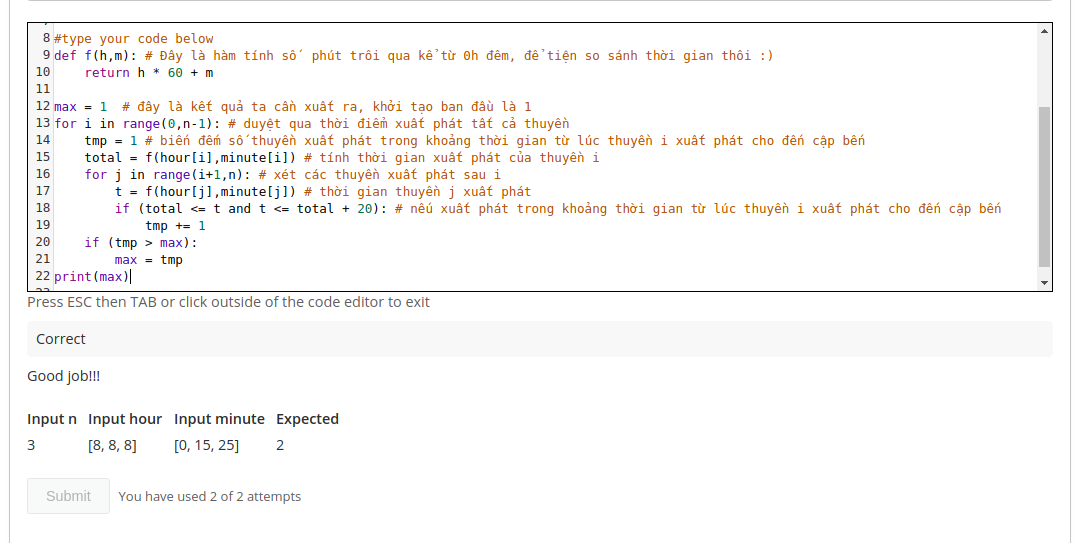 8 #type your code below
9 def f(h,m): # Đây là hàm tính số phút trôi qua kể từ 0h đêm, để tiện so sánh thời gian thôi :)
10     return h * 60 + m
11
12 max = 1  # đây là kết quả ta cần xuất ra, khởi tạo ban đầu là 1
13 for i in range(0,n-1): # duyệt qua thời điểm xuất phát tất cả thuyền
14     tmp = 1 # biến đếm số thuyền xuất phát trong khoảng thời gian từ lúc thuyền i xuất phát cho đến cập bến
15     total = f(hour[i],minute[i]) # tính thời gian xuất phát của thuyền i
16     for j in range(i+1,n): # xét các thuyền xuất phát sau i
17         t = f(hour[j],minute[j]) # thời gian thuyền j xuất phát
18         if (total <= t and t <= total + 20): # nếu xuất phát trong khoảng thời gian từ lúc thuyền i xuất phát cho đến cập bến
19             tmp += 1
20     if (tmp > max):
21         max = tmp
22 print(max)
Press ESC then TAB or click outside of the code editor to exit
Correct
Good job!!!
Input n Input hour Input minute Expected
3 [8, 8, 8] [0, 15, 25] 2
Submit You have used 2 of 2 attempts